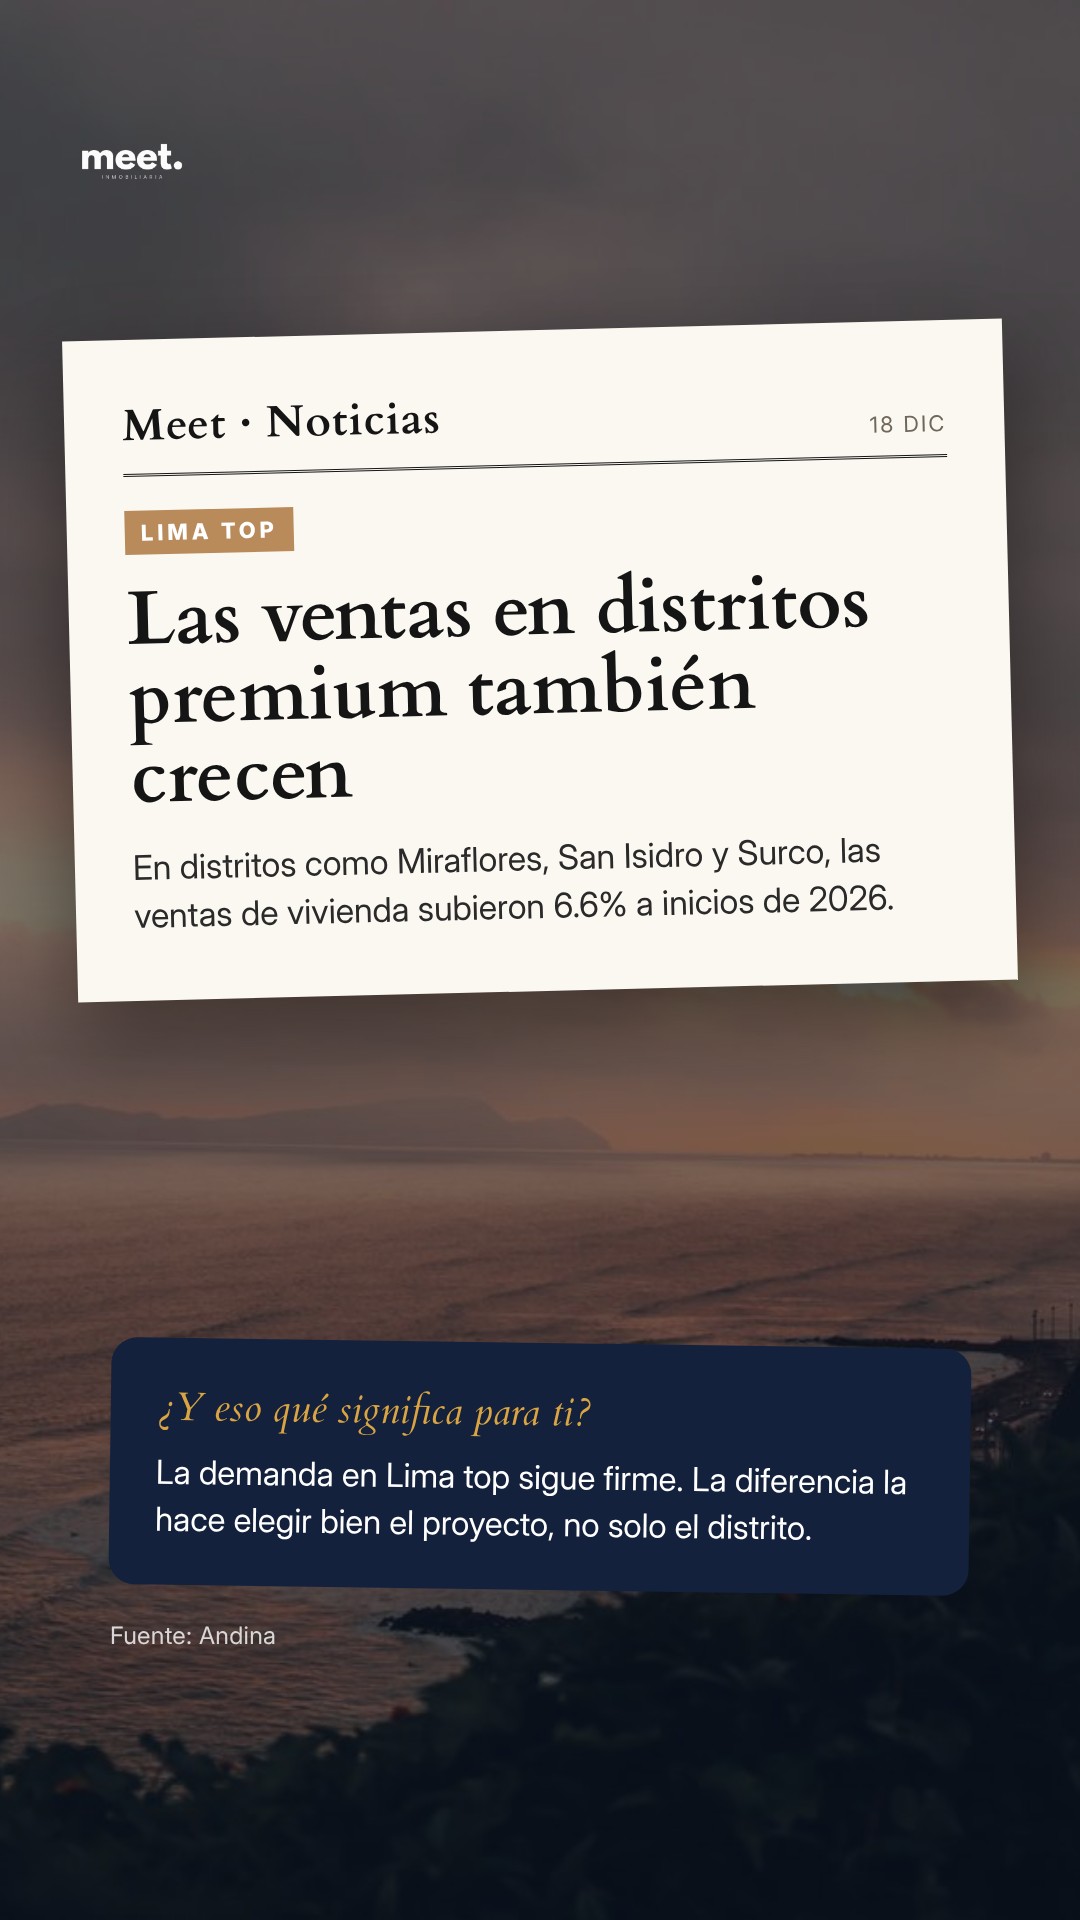 meet.
INMOBILIARIA
Meet · Noticias
18 DIC
LIMA TOP
Las ventas en distritos
premium también
crecen
En distritos como Miraflores, San Isidro y Surco, las
ventas de vivienda subieron 6.6% a inicios de 2026.
¿Y eso qué significa para ti?
La demanda en Lima top sigue firme. La diferencia la
hace elegir bien el proyecto, no solo el distrito.
Fuente: Andina